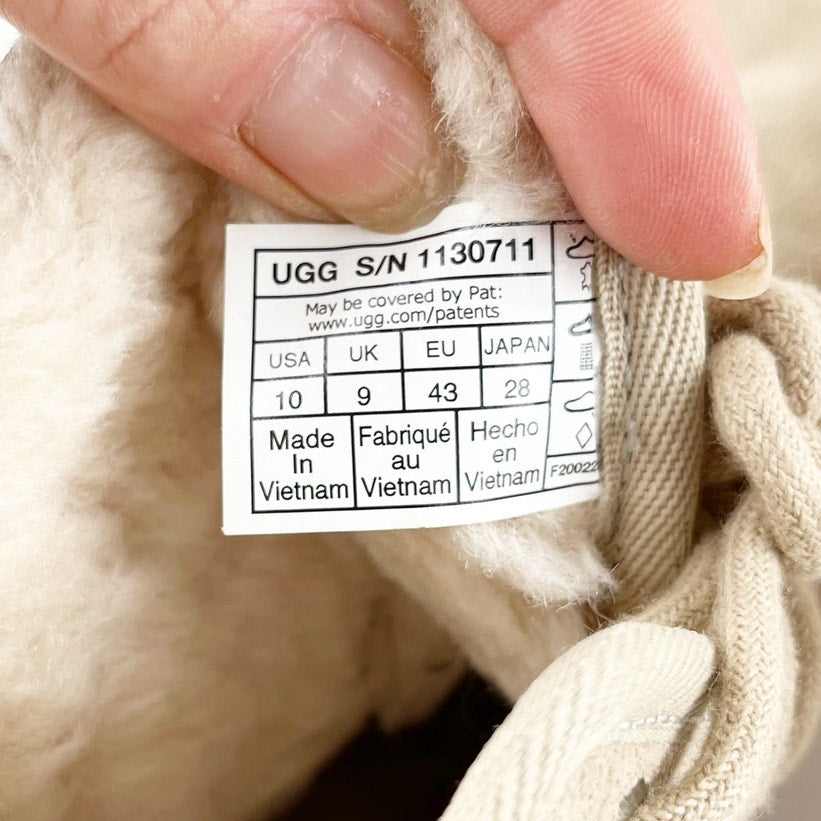 UGG S/N 1130711
May be covered by Pat:
www.ugg.com/patents
USA UK EU JAPAN
10 9 43 28
Made In Vietnam
Fabriqué au Vietnam
Hecho en Vietnam
F20022